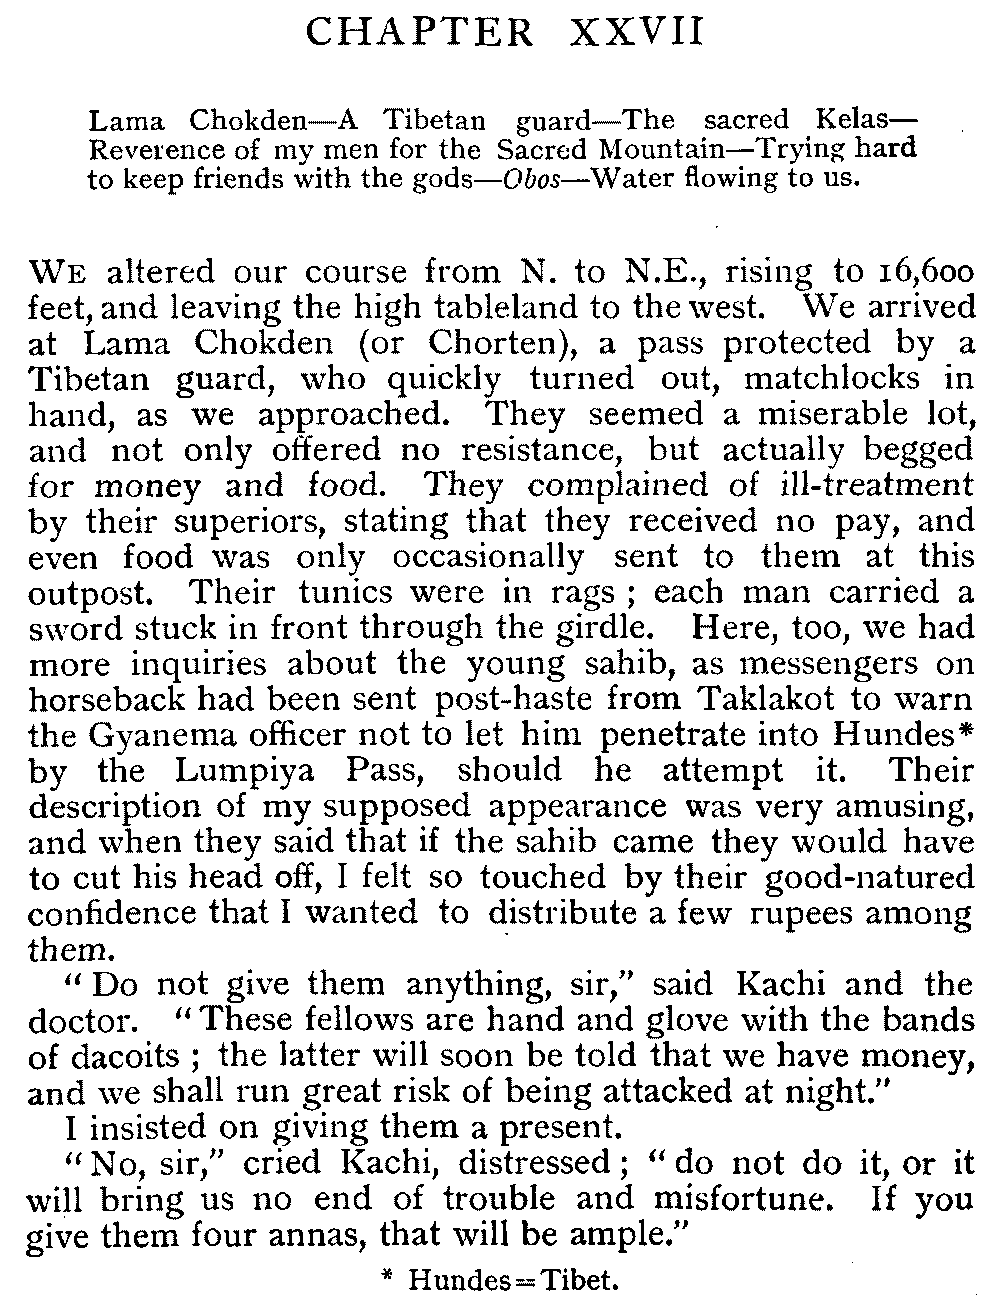 CHAPTER XXVII
Lama Chokden—A Tibetan guard—The sacred Kelas—
Reverence of my men for the Sacred Mountain—Trying hard
to keep friends with the gods—Obos—Water flowing to us.
WE altered our course from N. to N.E., rising to 16,600
feet, and leaving the high tableland to the west. We arrived
at Lama Chokden (or Chorten), a pass protected by a
Tibetan guard, who quickly turned out, matchlocks in
hand, as we approached. They seemed a miserable lot,
and not only offered no resistance, but actually begged
for money and food. They complained of ill-treatment
by their superiors, stating that they received no pay, and
even food was only occasionally sent to them at this
outpost. Their tunics were in rags ; each man carried a
sword stuck in front through the girdle. Here, too, we had
more inquiries about the young sahib, as messengers on
horseback had been sent post-haste from Taklakot to warn
the Gyanema officer not to let him penetrate into Hundes*
by the Lumpiya Pass, should he attempt it. Their
description of my supposed appearance was very amusing,
and when they said that if the sahib came they would have
to cut his head off, I felt so touched by their good-natured
confidence that I wanted to distribute a few rupees among
them.
“Do not give them anything, sir,” said Kachi and the
doctor. “These fellows are hand and glove with the bands
of dacoits ; the latter will soon be told that we have money,
and we shall run great risk of being attacked at night.”
I insisted on giving them a present.
“No, sir,” cried Kachi, distressed ; “do not do it, or it
will bring us no end of trouble and misfortune. If you
give them four annas, that will be ample.”
* Hundes=Tibet.